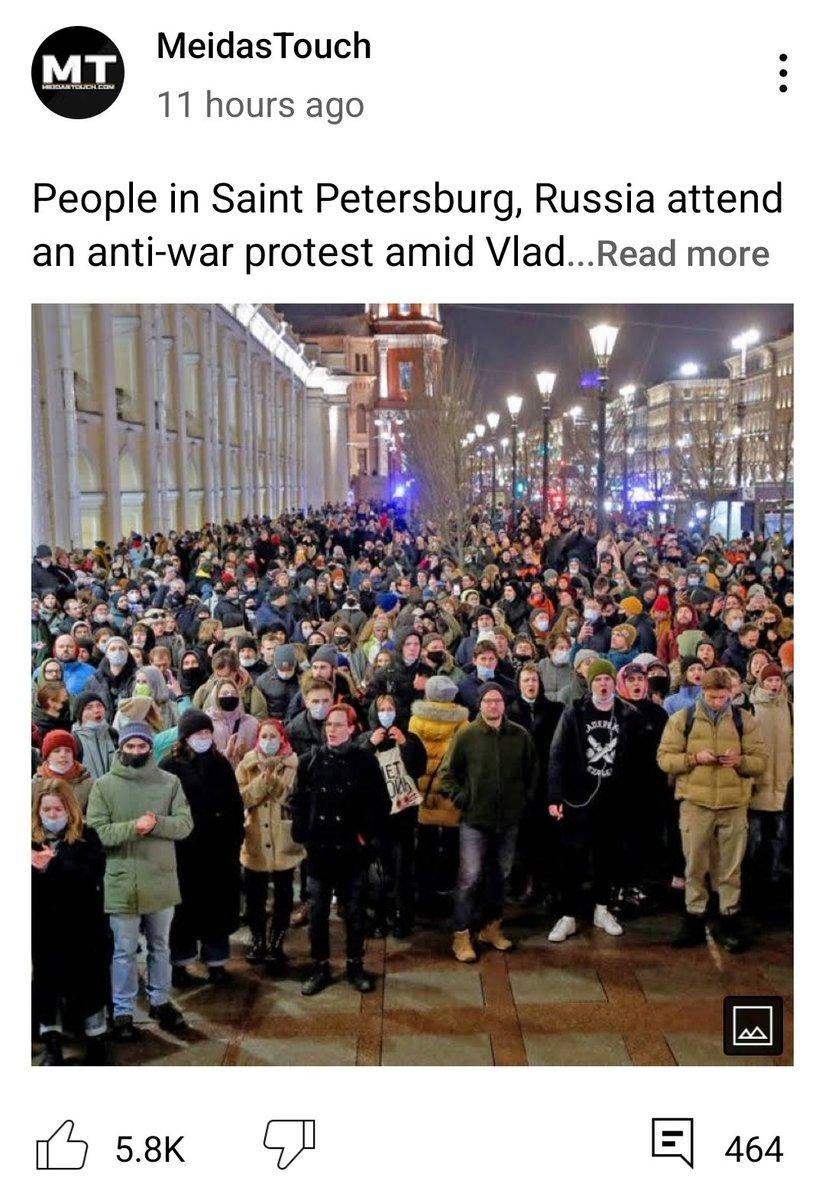 MeidasTouch
MT
MEIDASTOUCH.COM
11 hours ago
People in Saint Petersburg, Russia attend
an anti-war protest amid Vlad...Read more
5.8K
464